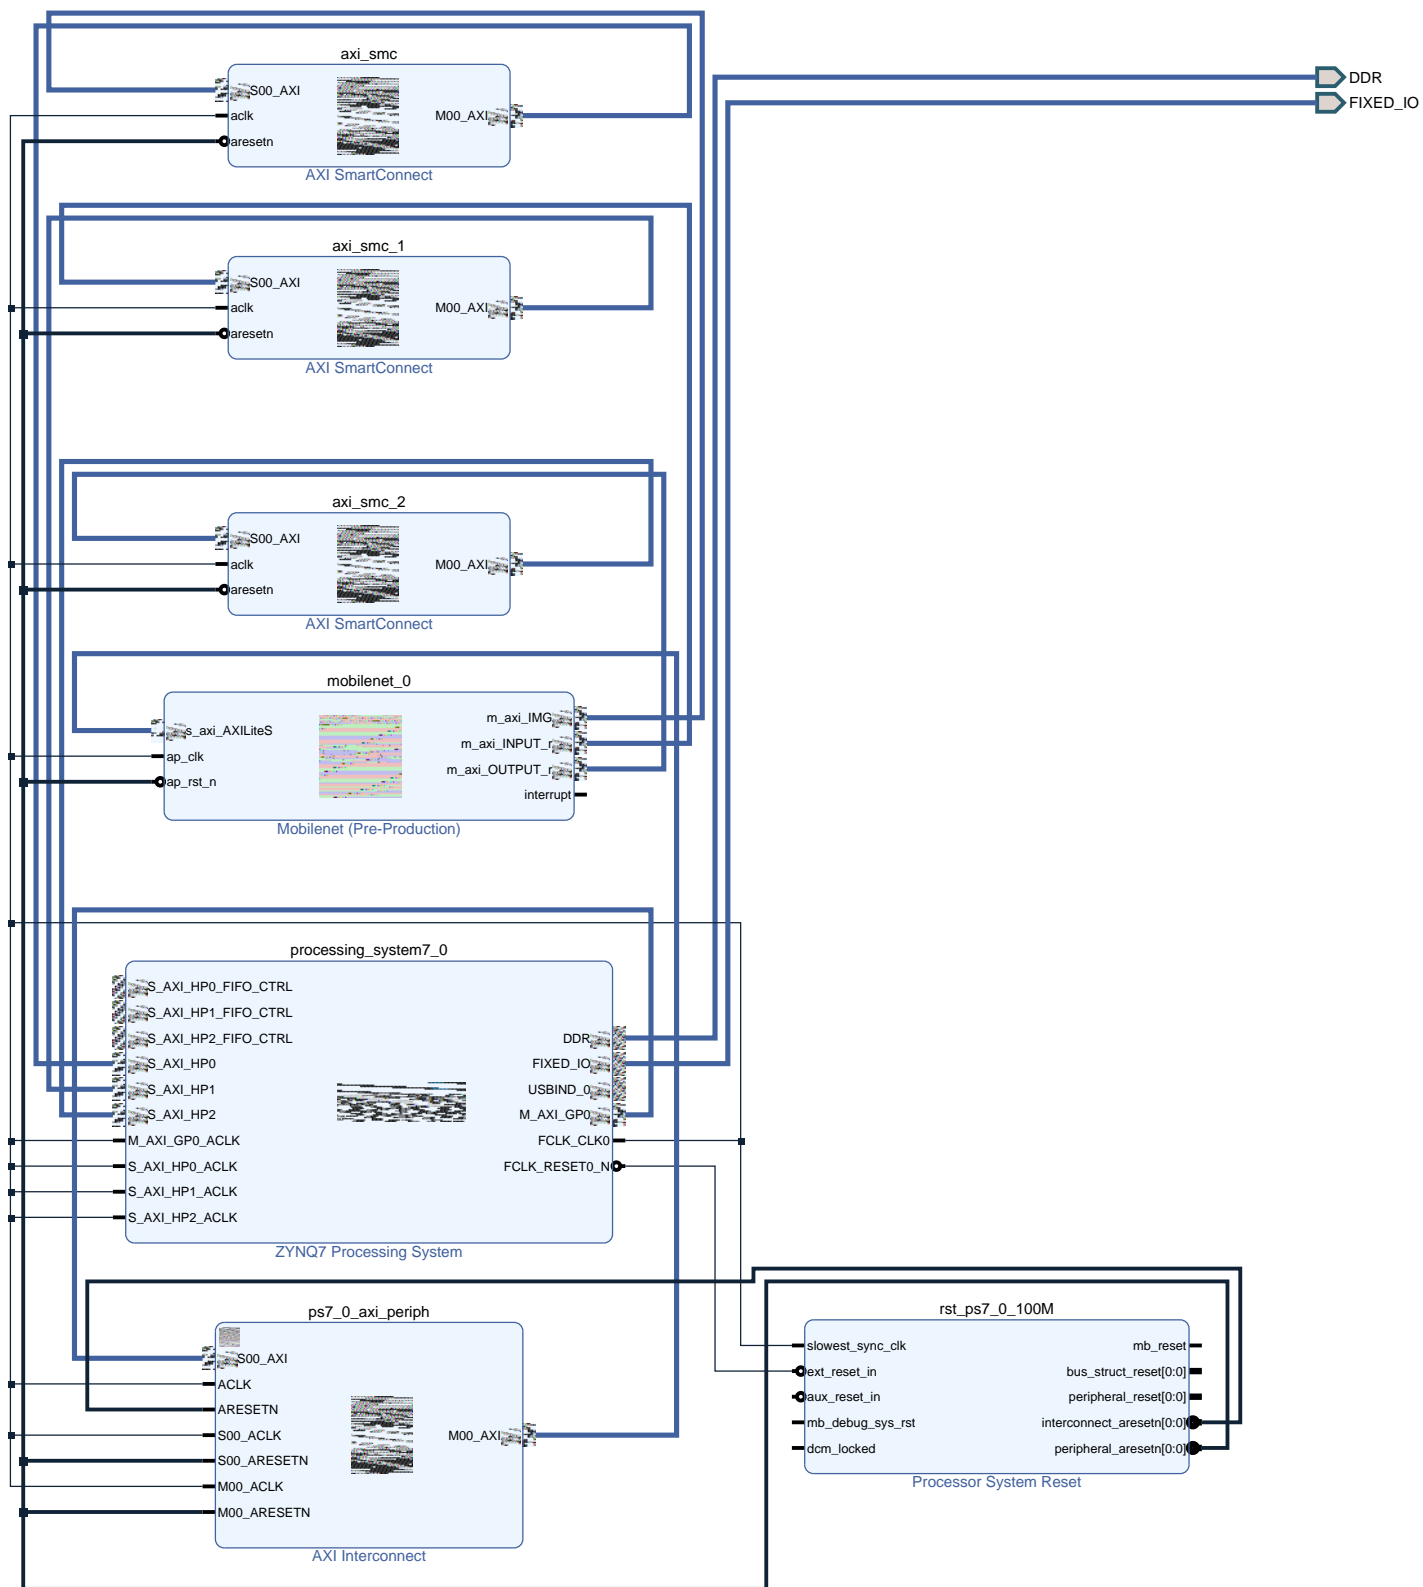 DDR
FIXED_IO
axi_smc
S00_AXI
aclk
aresetn
M00_AXI
AXI SmartConnect
axi_smc_1
S00_AXI
aclk
aresetn
M00_AXI
AXI SmartConnect
axi_smc_2
S00_AXI
aclk
aresetn
M00_AXI
AXI SmartConnect
mobilenet_0
s_axi_AXILiteS
ap_clk
ap_rst_n
m_axi_IMG
m_axi_INPUT_r
m_axi_OUTPUT_r
interrupt
Mobilenet (Pre-Production)
processing_system7_0
S_AXI_HP0_FIFO_CTRL
S_AXI_HP1_FIFO_CTRL
S_AXI_HP2_FIFO_CTRL
S_AXI_HP0
S_AXI_HP1
S_AXI_HP2
M_AXI_GP0_ACLK
S_AXI_HP0_ACLK
S_AXI_HP1_ACLK
S_AXI_HP2_ACLK
DDR
FIXED_IO
USBIND_0
M_AXI_GP0
FCLK_CLK0
FCLK_RESET0_N
ZYNQ7 Processing System
ps7_0_axi_periph
S00_AXI
ACLK
ARESETN
S00_ACLK
S00_ARESETN
M00_ACLK
M00_ARESETN
M00_AXI
AXI Interconnect
rst_ps7_0_100M
slowest_sync_clk
ext_reset_in
aux_reset_in
mb_debug_sys_rst
dcm_locked
mb_reset
bus_struct_reset[0:0]
peripheral_reset[0:0]
interconnect_aresetn[0:0]
peripheral_aresetn[0:0]
Processor System Reset